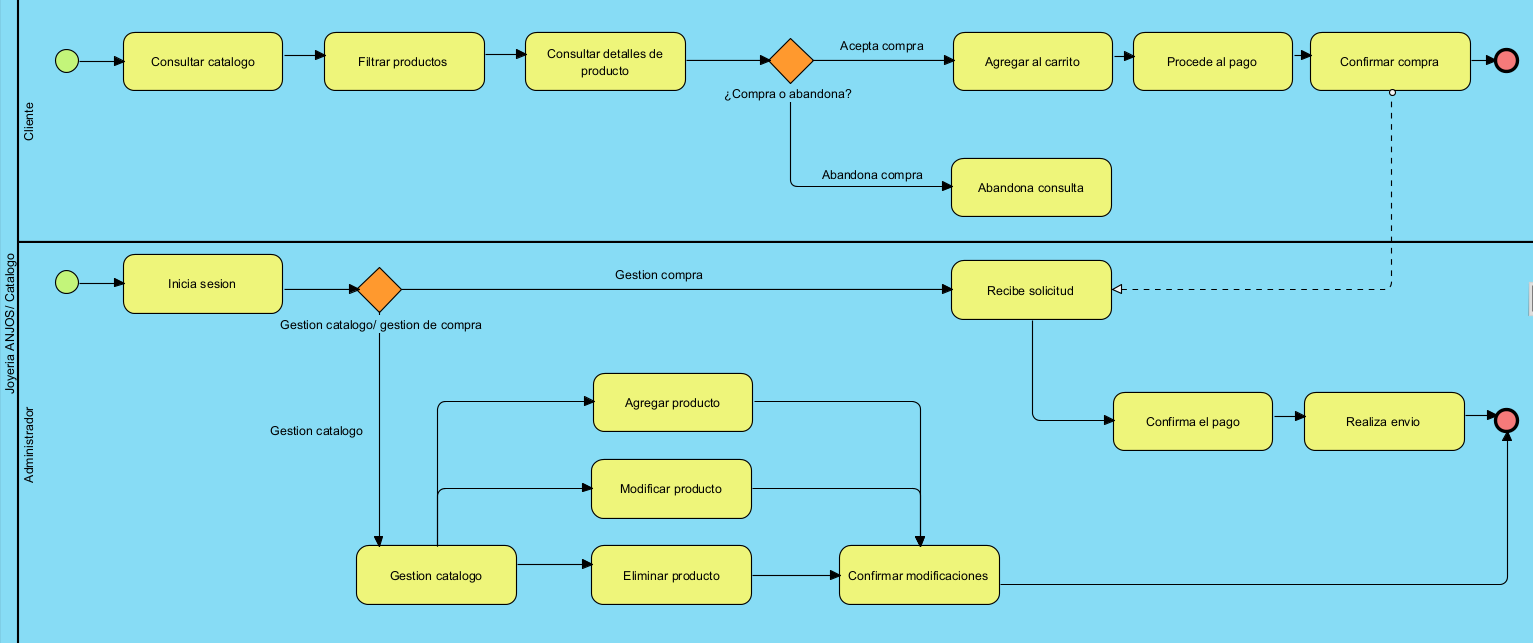 Joyeria ANJOS/ Catalogo
Cliente
Consultar catalogo
Filtrar productos
Consultar detalles de
producto
¿Compra o abandona?
Acepta compra
Agregar al carrito
Procede al pago
Confirmar compra
Abandona compra
Abandona consulta
Administrador
Inicia sesion
Gestion catalogo/ gestion de compra
Gestion compra
Recibe solicitud
Gestion catalogo
Agregar producto
Confirma el pago
Realiza envio
Modificar producto
Gestion catalogo
Eliminar producto
Confirmar modificaciones